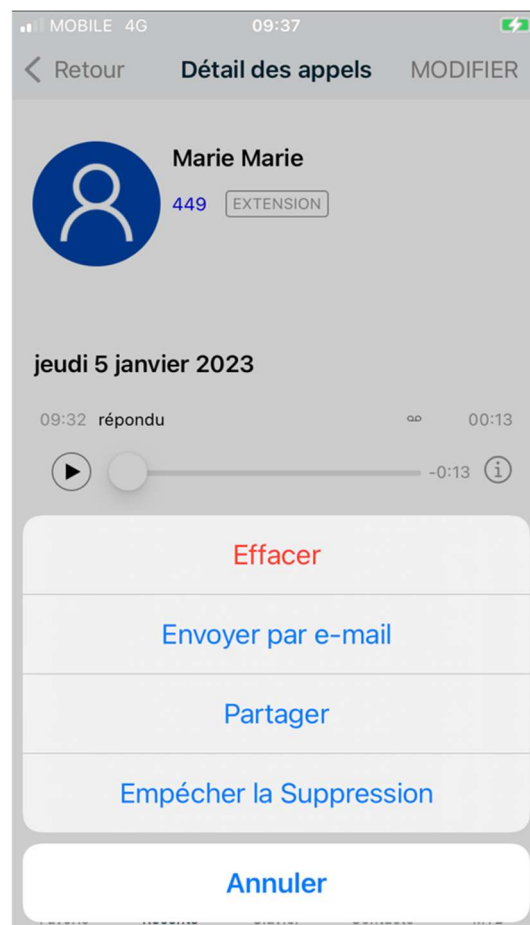 MOBILE 4G 09:37
Retour Détail des appels MODIFIER
Marie Marie
449 EXTENSION
jeudi 5 janvier 2023
09:32 répondu 00:13
-0:13
Effacer
Envoyer par e-mail
Partager
Empécher la Suppression
Annuler